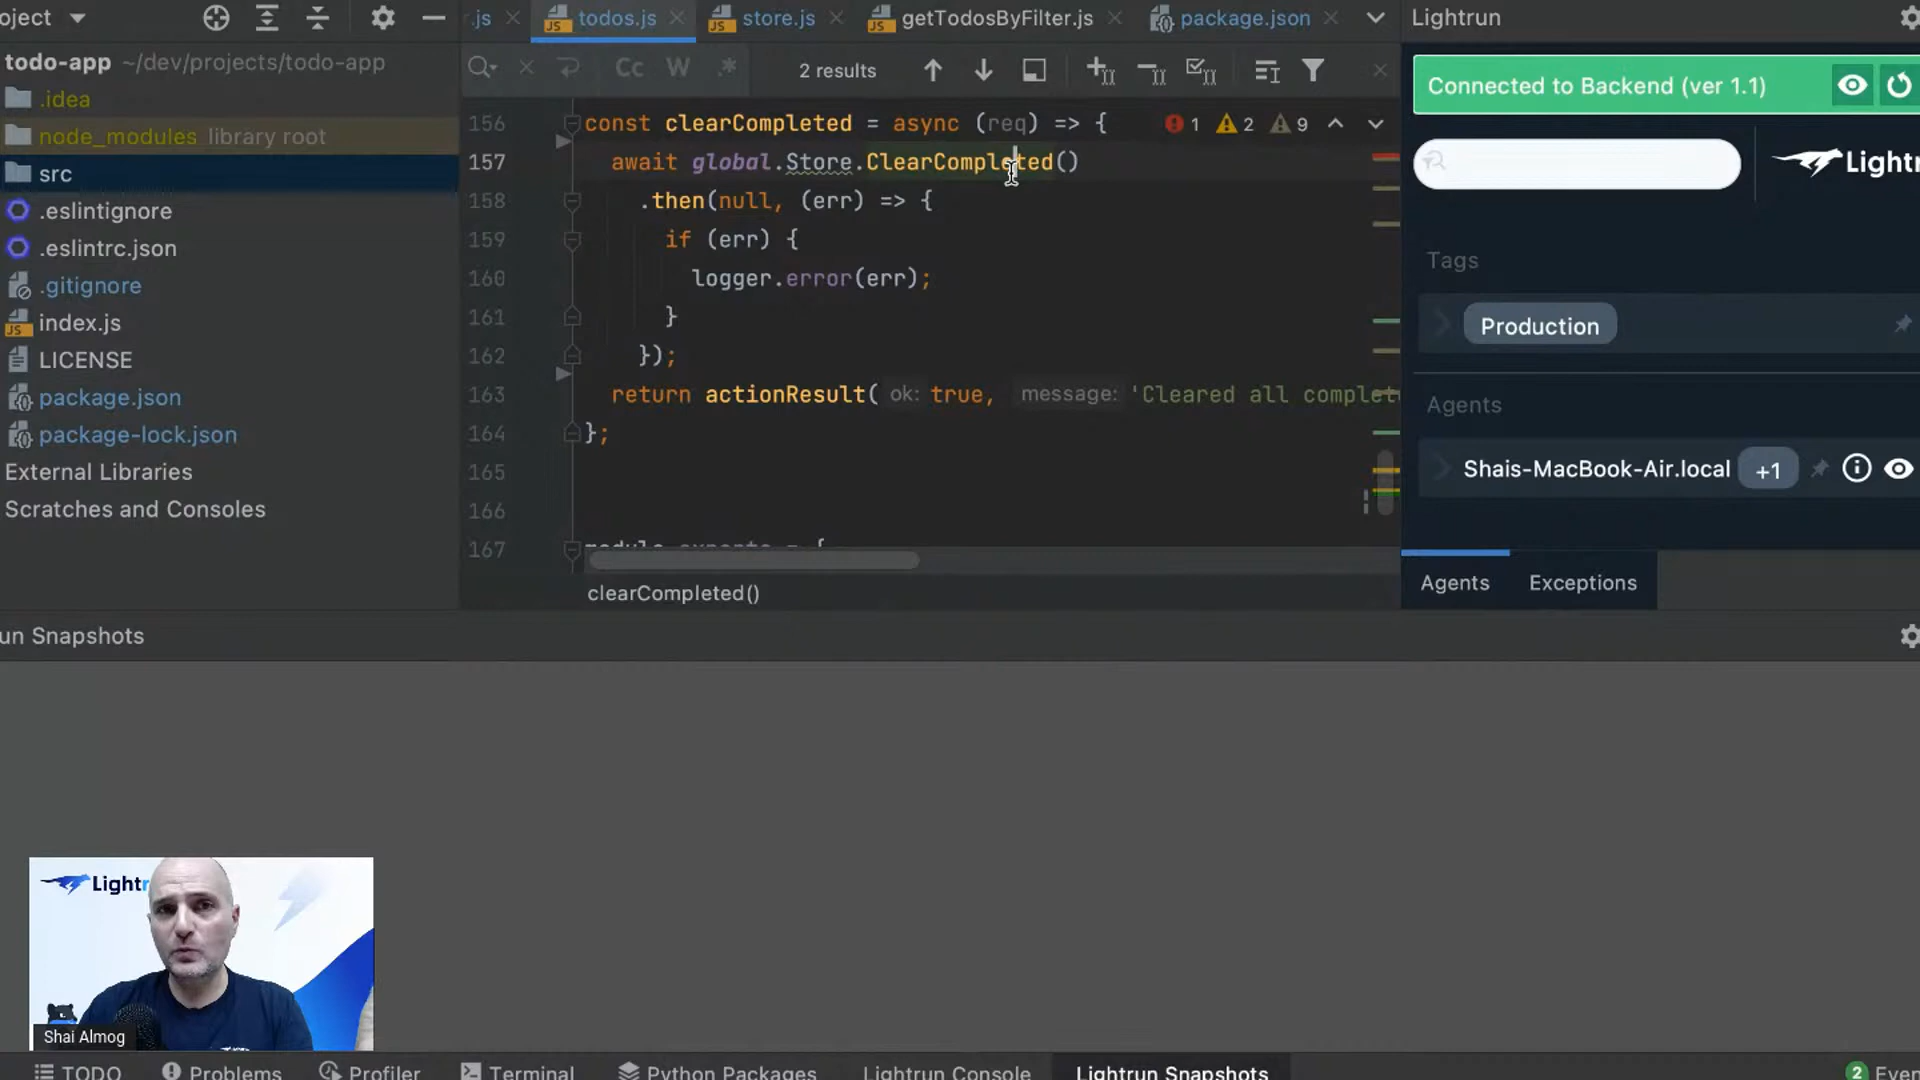 oject
.js
todos.js
store.js
getTodosByFilter.js
package.json
Lightrun
todo-app ~/dev/projects/todo-app
.idea
node_modules library root
src
.eslintignore
.eslintrc.json
.gitignore
index.js
LICENSE
package.json
package-lock.json
External Libraries
Scratches and Consoles
Cc W .* 2 results
156 const clearCompleted = async (req) => { 1 2 9
157 await global.Store.ClearCompleted()
158 .then(null, (err) => {
159 if (err) {
160 logger.error(err);
161 }
162 });
163 return actionResult( ok: true, message: 'Cleared all complet
164 };
165
166
167 module.exports = {
clearCompleted()
Connected to Backend (ver 1.1)
Lightr
Tags
Production
Agents
Shais-MacBook-Air.local +1
Agents Exceptions
un Snapshots
Lightr
Shai Almog
TODO Problems Profiler Terminal Python Packages Lightrun Console Lightrun Snapshots 2 Even